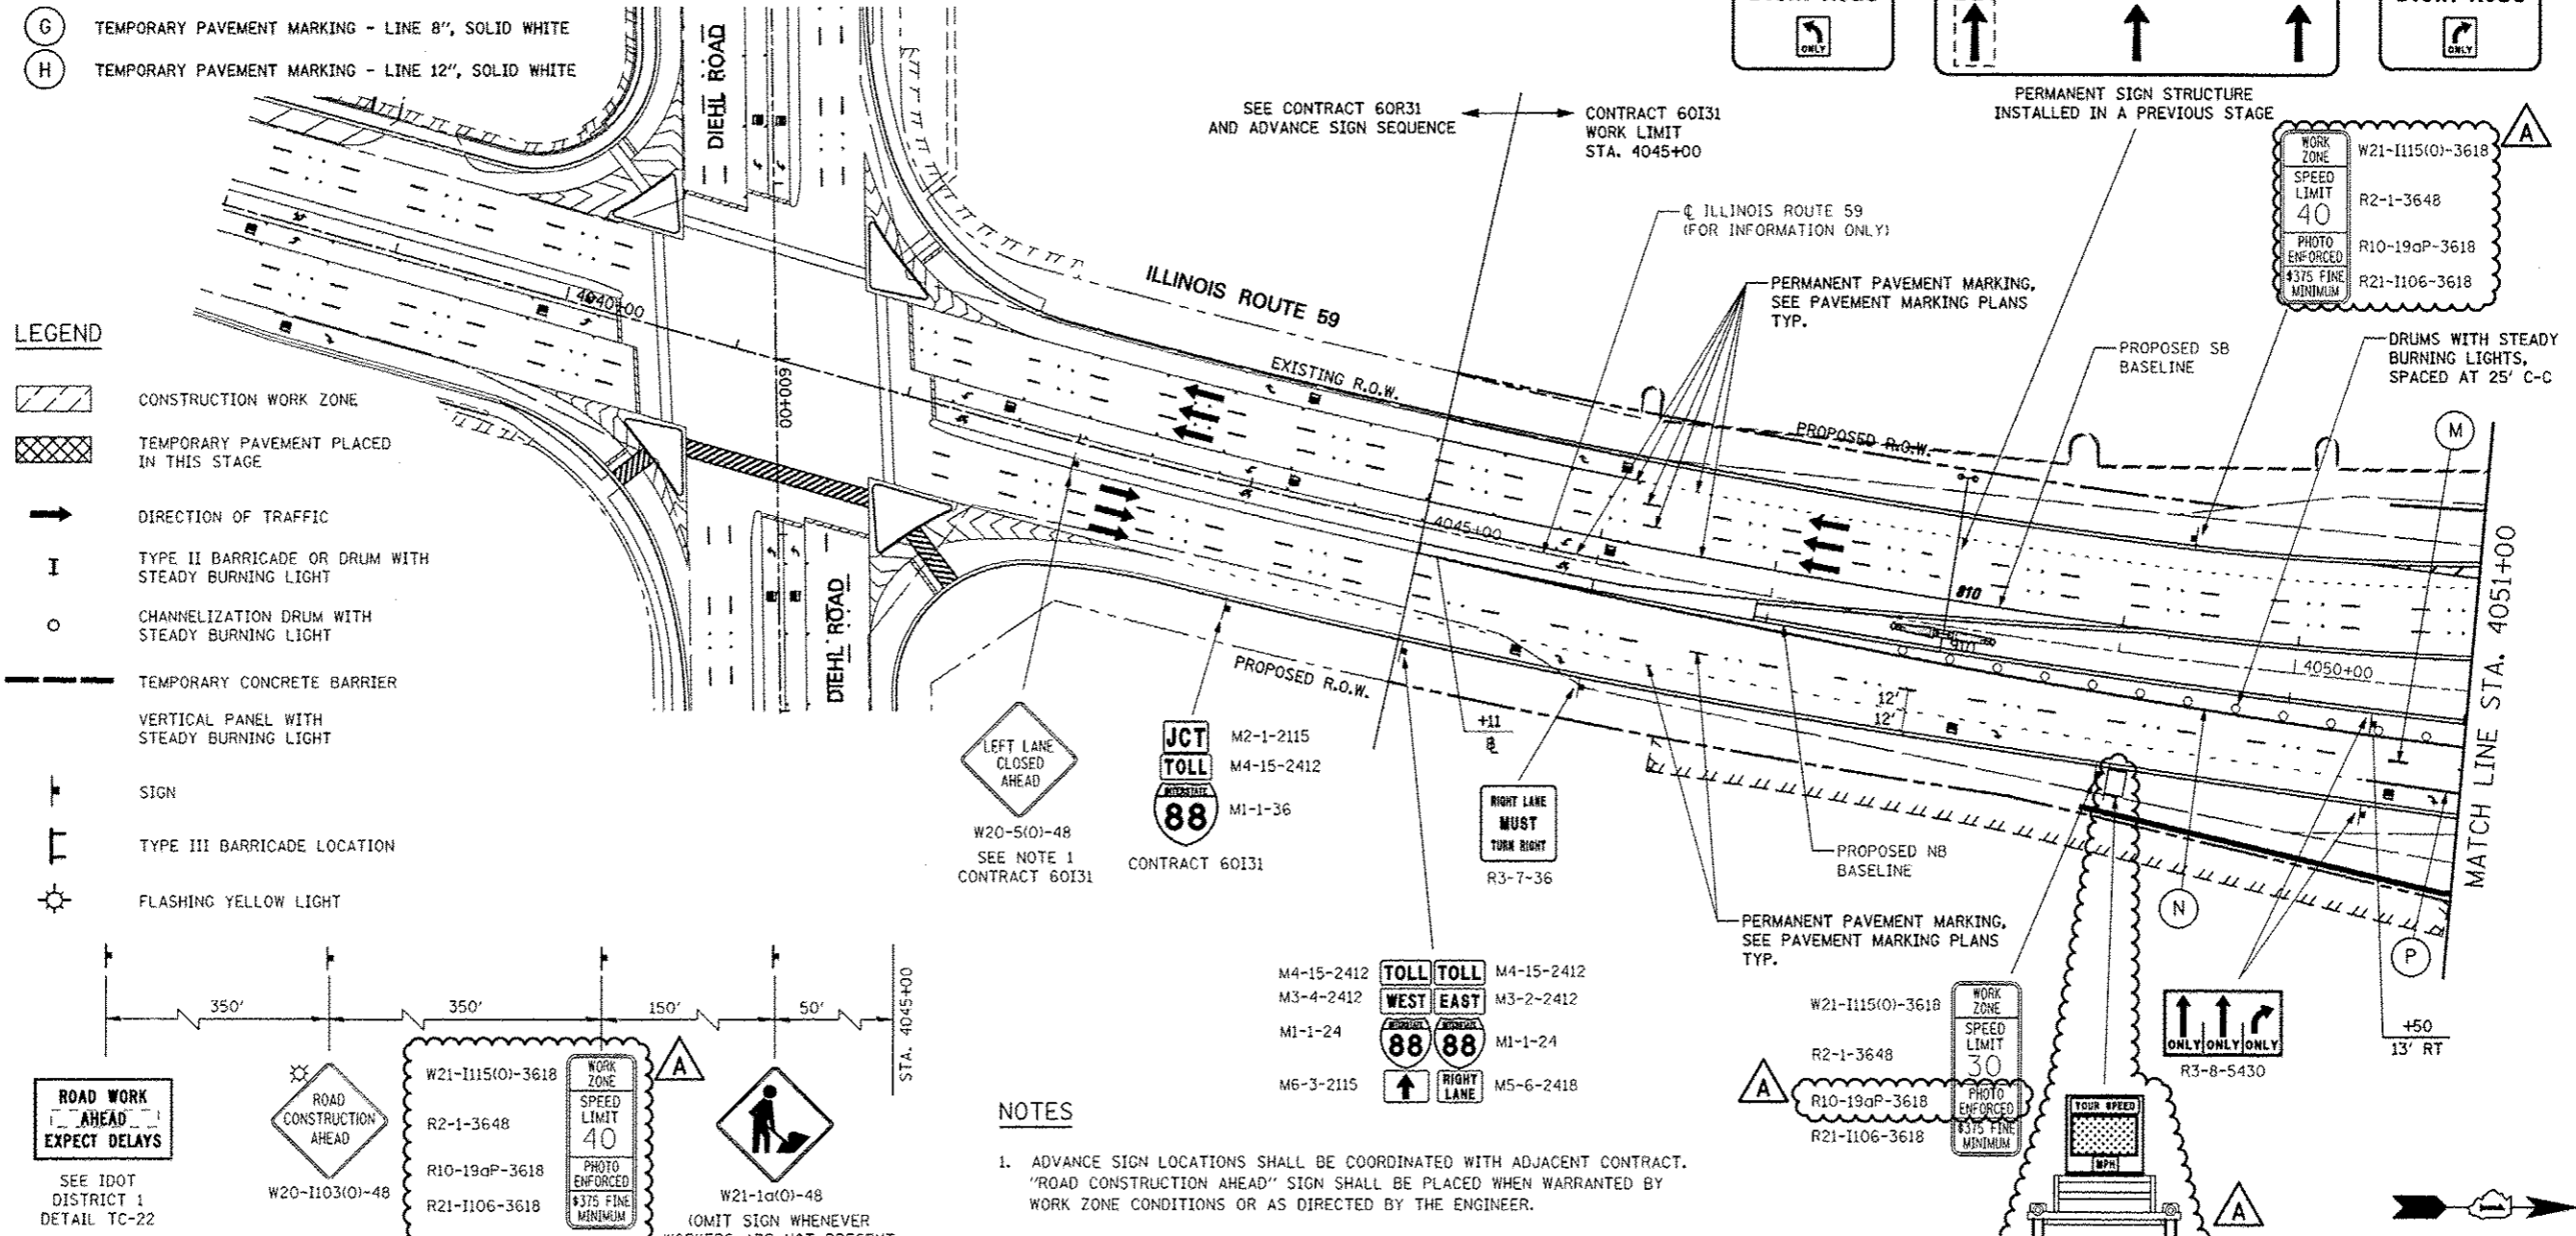 G TEMPORARY PAVEMENT MARKING - LINE 8", SOLID WHITE
H TEMPORARY PAVEMENT MARKING - LINE 12", SOLID WHITE
DIEHL ROAD
ONLY
ONLY
PERMANENT SIGN STRUCTURE
INSTALLED IN A PREVIOUS STAGE
SEE CONTRACT 60R31
AND ADVANCE SIGN SEQUENCE
CONTRACT 60I31
WORK LIMIT
STA. 4045+00
A
WORK
ZONE
SPEED
LIMIT
40
PHOTO
ENFORCED
$375 FINE
MINIMUM
W21-I115(O)-3618
R2-1-3648
R10-19aP-3618
R21-I106-3618
℄ ILLINOIS ROUTE 59
(FOR INFORMATION ONLY)
ILLINOIS ROUTE 59
EXISTING R.O.W.
PERMANENT PAVEMENT MARKING,
SEE PAVEMENT MARKING PLANS
TYP.
PROPOSED SB
BASELINE
DRUMS WITH STEADY
BURNING LIGHTS,
SPACED AT 25' C-C
PROPOSED R.O.W.
M
4040+00
609+00
4045+00
810
910
4050+00
MATCH LINE STA. 4051+00
LEGEND
CONSTRUCTION WORK ZONE
TEMPORARY PAVEMENT PLACED
IN THIS STAGE
DIRECTION OF TRAFFIC
TYPE II BARRICADE OR DRUM WITH
STEADY BURNING LIGHT
CHANNELIZATION DRUM WITH
STEADY BURNING LIGHT
TEMPORARY CONCRETE BARRIER
VERTICAL PANEL WITH
STEADY BURNING LIGHT
SIGN
TYPE III BARRICADE LOCATION
FLASHING YELLOW LIGHT
DIEHL ROAD
PROPOSED R.O.W.
12'
12'
+11
℄
LEFT LANE
CLOSED
AHEAD
W20-5(O)-48
SEE NOTE 1
CONTRACT 60I31
JCT M2-1-2115
TOLL M4-15-2412
INTERSTATE
88 M1-1-36
CONTRACT 60I31
RIGHT LANE
MUST
TURN RIGHT
R3-7-36
PROPOSED NB
BASELINE
PERMANENT PAVEMENT MARKING,
SEE PAVEMENT MARKING PLANS
TYP.
N
P
M4-15-2412 TOLL TOLL M4-15-2412
M3-4-2412 WEST EAST M3-2-2412
INTERSTATE INTERSTATE
M1-1-24 88 88 M1-1-24
M6-3-2115 RIGHT LANE M5-6-2418
W21-I115(O)-3618
R2-1-3648
R10-19aP-3618
R21-I106-3618
WORK
ZONE
SPEED
LIMIT
30
PHOTO
ENFORCED
$375 FINE
MINIMUM
A
YOUR SPEED
MPH
A
ONLY ONLY ONLY
R3-8-5430
+50
13' RT
350' 350' 150' 50'
STA. 4045+00
ROAD WORK
AHEAD
EXPECT DELAYS
SEE IDOT
DISTRICT 1
DETAIL TC-22
ROAD
CONSTRUCTION
AHEAD
W20-I103(O)-48
W21-I115(O)-3618
R2-1-3648
R10-19aP-3618
R21-I106-3618
WORK
ZONE
SPEED
LIMIT
40
PHOTO
ENFORCED
$375 FINE
MINIMUM
A
W21-1a(O)-48
(OMIT SIGN WHENEVER
WORKERS ARE NOT PRESENT
NOTES
1. ADVANCE SIGN LOCATIONS SHALL BE COORDINATED WITH ADJACENT CONTRACT.
"ROAD CONSTRUCTION AHEAD" SIGN SHALL BE PLACED WHEN WARRANTED BY
WORK ZONE CONDITIONS OR AS DIRECTED BY THE ENGINEER.